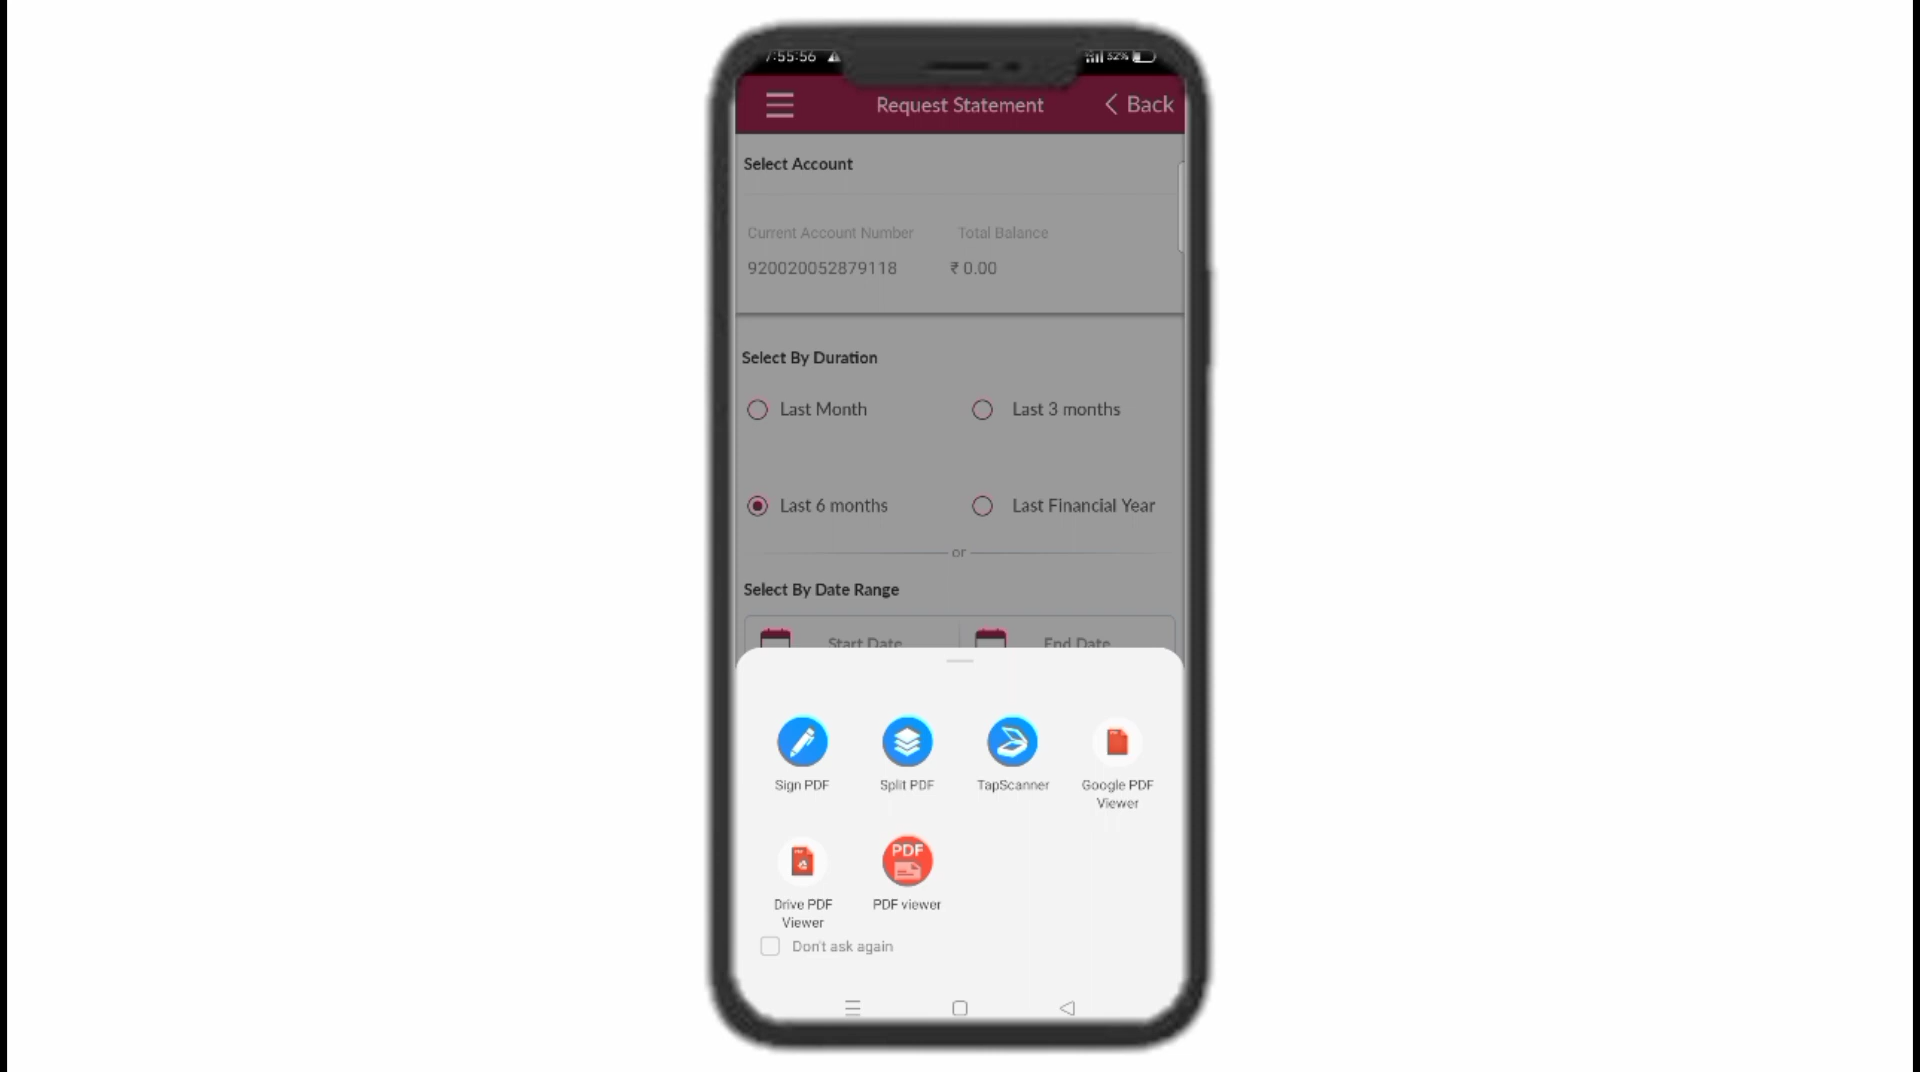 7:55:56 52%
Request Statement Back
Select Account
Current Account Number Total Balance
920020052879118 ₹ 0.00
Select By Duration
Last Month Last 3 months
Last 6 months Last Financial Year
or
Select By Date Range
Start Date End Date
Sign PDF Split PDF TapScanner Google PDF
Viewer
PDF
Drive PDF PDF viewer
Viewer
Don't ask again